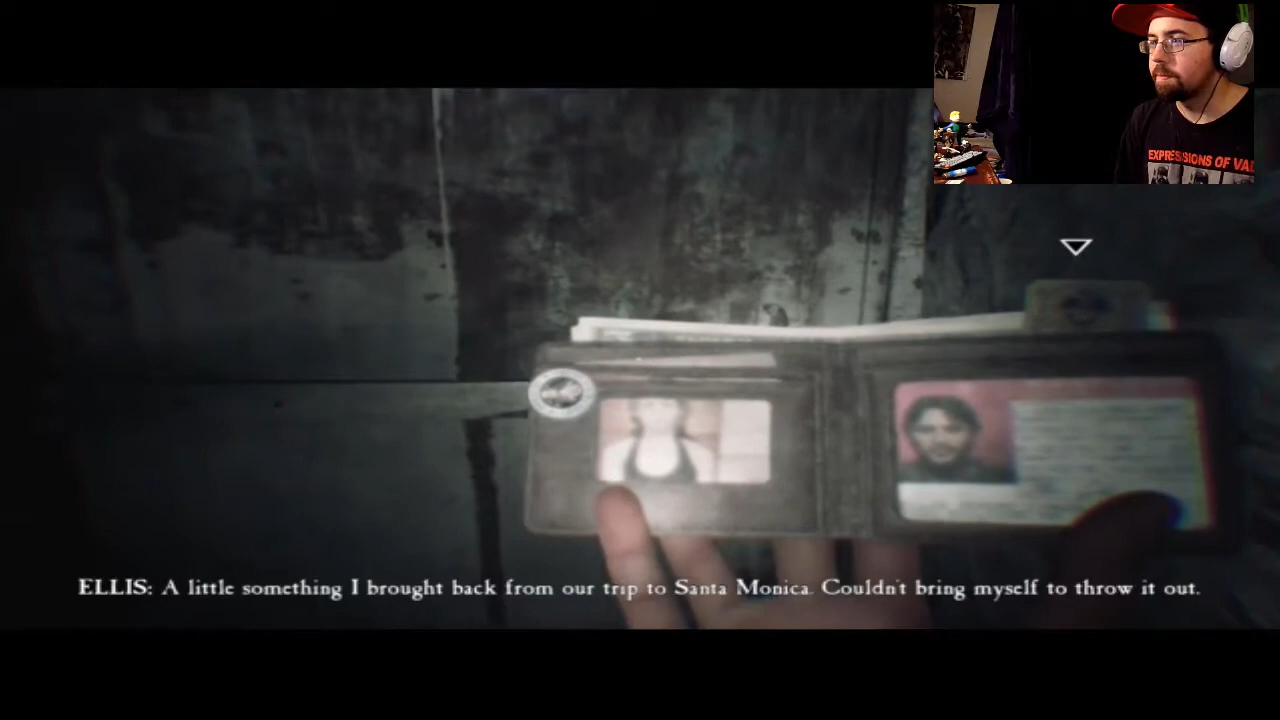 EXPRESSIONS OF VA
ELLIS: A little something I brought back from our trip to Santa Monica. Couldn't bring myself to throw it out.